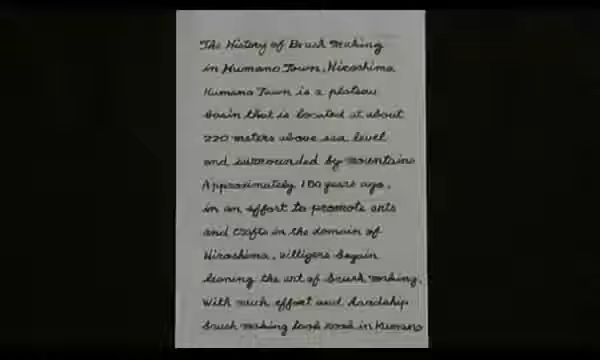 The History of Brush Making
in Kumano Town, Hiroshima
Kumano Town is a plateau
basin that is located at about
220 meters above sea level
and surrounded by mountains
Approximately 180 years ago,
in an effort to promote arts
and crafts in the domain of
Hiroshima, villigers begain
leaning the art of brush making.
With much effort and hardship
brush making took root in Kumano